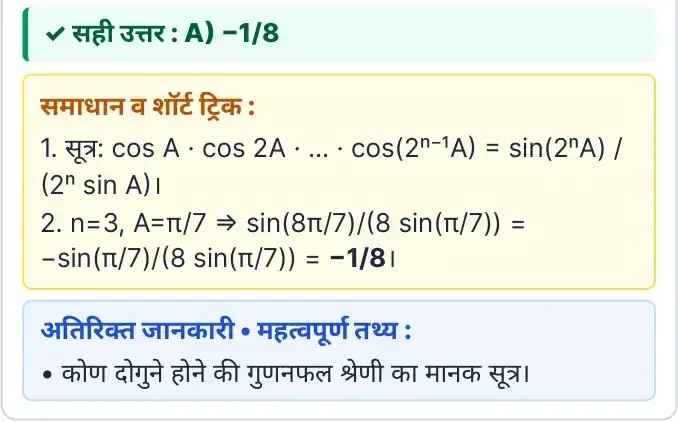 ✓ सही उत्तर : A) −1/8
समाधान व शॉर्ट ट्रिक :
1. सूत्र: cos A · cos 2A · ... · cos(2ⁿ⁻¹A) = sin(2ⁿA) /
(2ⁿ sin A)।
2. n=3, A=π/7 ⇒ sin(8π/7)/(8 sin(π/7)) =
−sin(π/7)/(8 sin(π/7)) = −1/8।
अतिरिक्त जानकारी • महत्वपूर्ण तथ्य :
• कोण दोगुने होने की गुणनफल श्रेणी का मानक सूत्र।